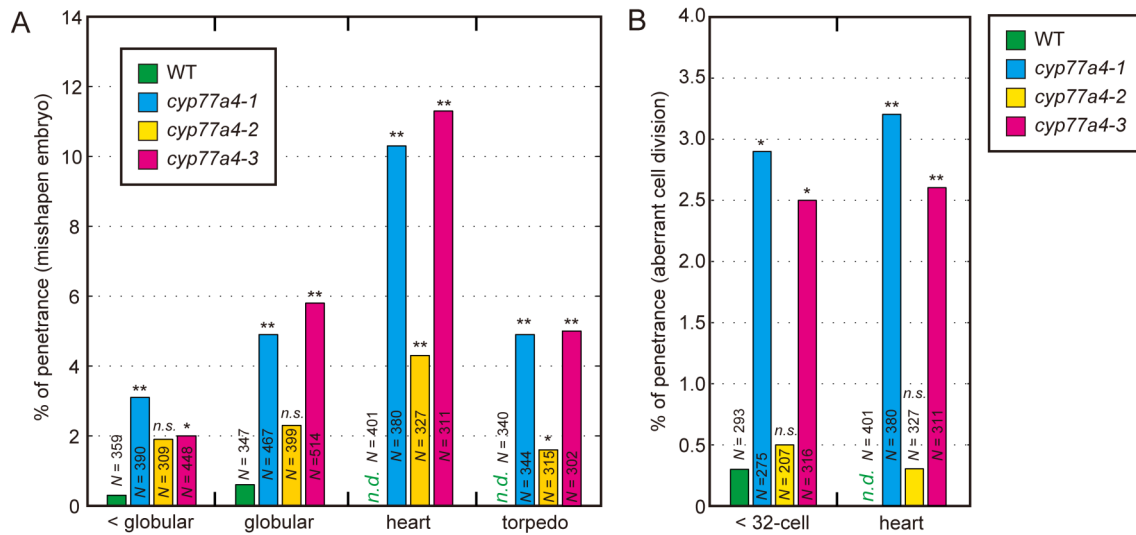 A
% of penetrance (misshapen embryo)
14
12
10
8
6
4
2
0
WT
cyp77a4-1
cyp77a4-2
cyp77a4-3
N = 359
** N = 390
n.s. N = 309
* N = 448
N = 347
** N = 467
n.s. N = 399
** N =514
n.d. N = 401
** N = 380
** N = 327
** N = 311
n.d. N = 340
** N = 344
* N = 315
** N = 302
< globular globular heart torpedo
B
% of penetrance (aberrant cell division)
4.0
3.5
3.0
2.5
2.0
1.5
1.0
0.5
0
N = 293
* N =275
n.s. N = 207
* N = 316
n.d. N = 401
** N = 380
n.s. N = 327
** N = 311
< 32-cell heart
WT
cyp77a4-1
cyp77a4-2
cyp77a4-3